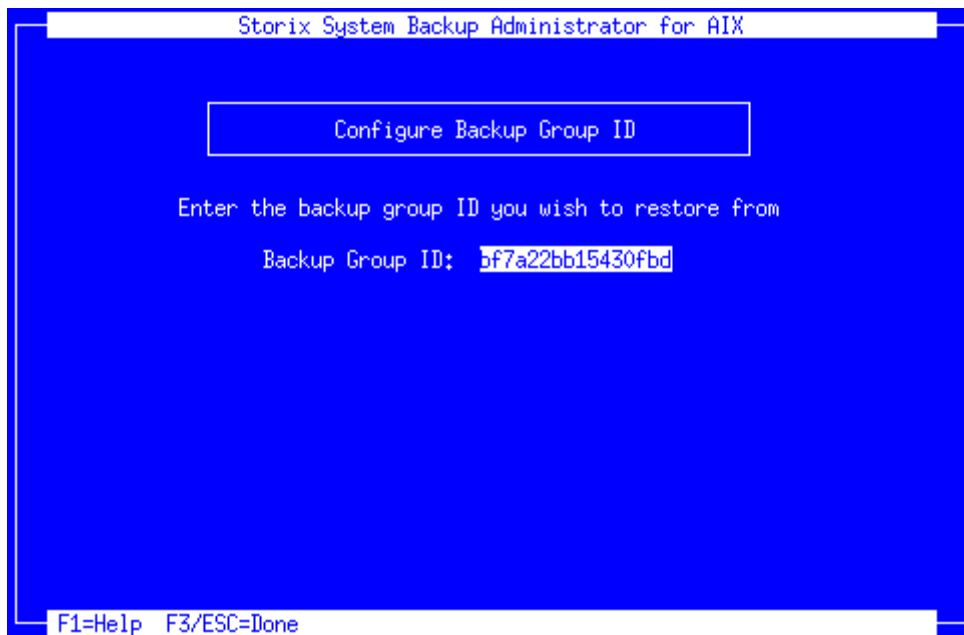 Storix System Backup Administrator for AIX
Configure Backup Group ID
Enter the backup group ID you wish to restore from
Backup Group ID: bf7a22bb15430fbd
F1=Help F3/ESC=Done